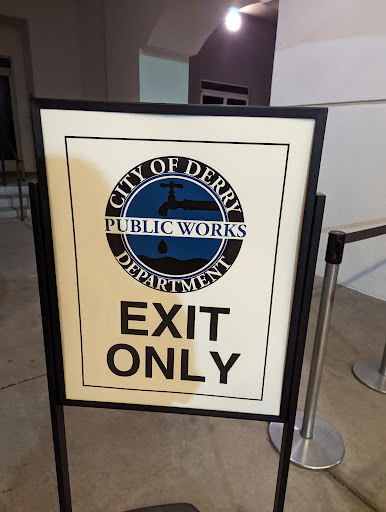 CITY OF DERRY
PUBLIC WORKS
DEPARTMENT
EXIT
ONLY